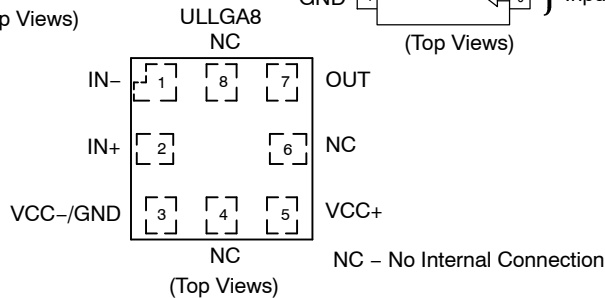 GND 4
p Views)
(Top Views)
ULLGA8
NC
IN− 1 8 7 OUT
IN+ 2 6 NC
VCC−/GND 3 4 5 VCC+
NC
NC − No Internal Connection
(Top Views)